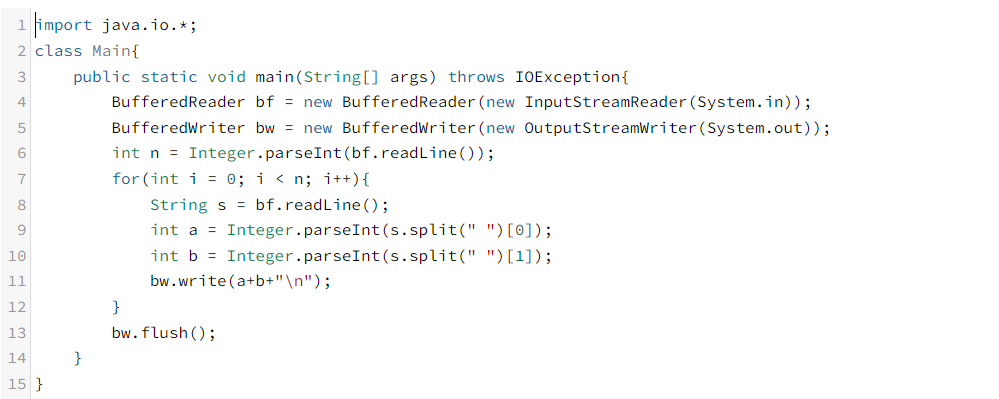 1 import java.io.*;
2 class Main{
3     public static void main(String[] args) throws IOException{
4         BufferedReader bf = new BufferedReader(new InputStreamReader(System.in));
5         BufferedWriter bw = new BufferedWriter(new OutputStreamWriter(System.out));
6         int n = Integer.parseInt(bf.readLine());
7         for(int i = 0; i < n; i++){
8             String s = bf.readLine();
9             int a = Integer.parseInt(s.split(" ")[0]);
10             int b = Integer.parseInt(s.split(" ")[1]);
11             bw.write(a+b+"\n");
12         }
13         bw.flush();
14     }
15 }